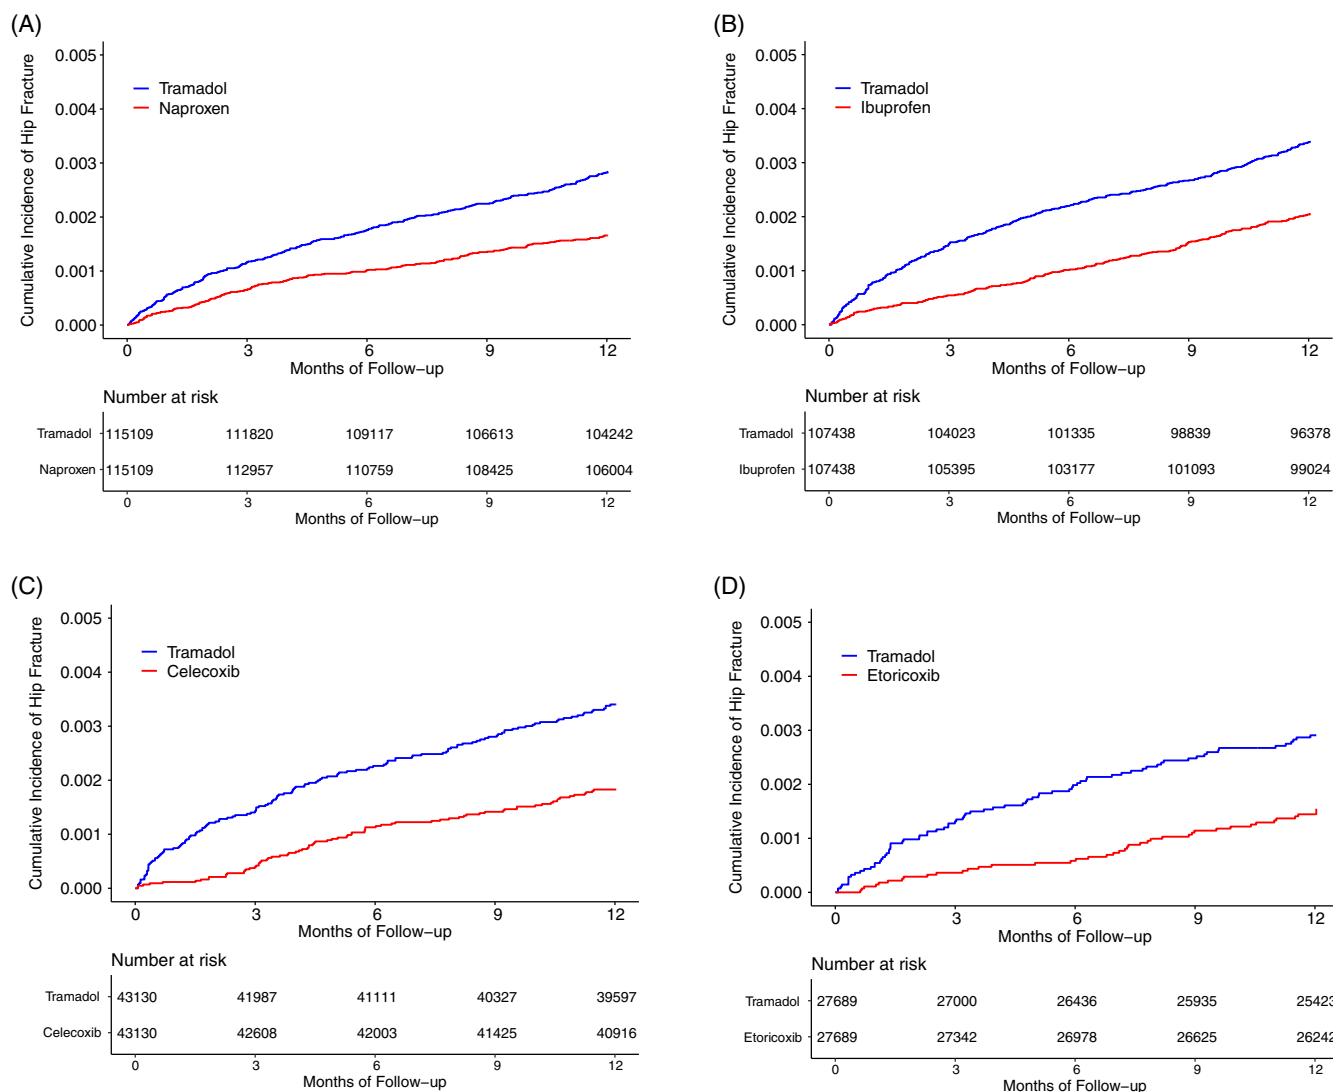 (A)
Cumulative Incidence of Hip Fracture
0.005
0.004
0.003
0.002
0.001
0.000
Tramadol
Naproxen
0 3 6 9 12
Months of Follow−up
Number at risk
Tramadol 115109 111820 109117 106613 104242
Naproxen 115109 112957 110759 108425 106004
0 3 6 9 12
Months of Follow−up
(B)
Cumulative Incidence of Hip Fracture
0.005
0.004
0.003
0.002
0.001
0.000
Tramadol
Ibuprofen
0 3 6 9 12
Months of Follow−up
Number at risk
Tramadol 107438 104023 101335 98839 96378
Ibuprofen 107438 105395 103177 101093 99024
0 3 6 9 12
Months of Follow−up
(C)
Cumulative Incidence of Hip Fracture
0.005
0.004
0.003
0.002
0.001
0.000
Tramadol
Celecoxib
0 3 6 9 12
Months of Follow−up
Number at risk
Tramadol 43130 41987 41111 40327 39597
Celecoxib 43130 42608 42003 41425 40916
0 3 6 9 12
Months of Follow−up
(D)
Cumulative Incidence of Hip Fracture
0.005
0.004
0.003
0.002
0.001
0.000
Tramadol
Etoricoxib
0 3 6 9 12
Months of Follow−up
Number at risk
Tramadol 27689 27000 26436 25935 25423
Etoricoxib 27689 27342 26978 26625 26242
0 3 6 9 12
Months of Follow−up